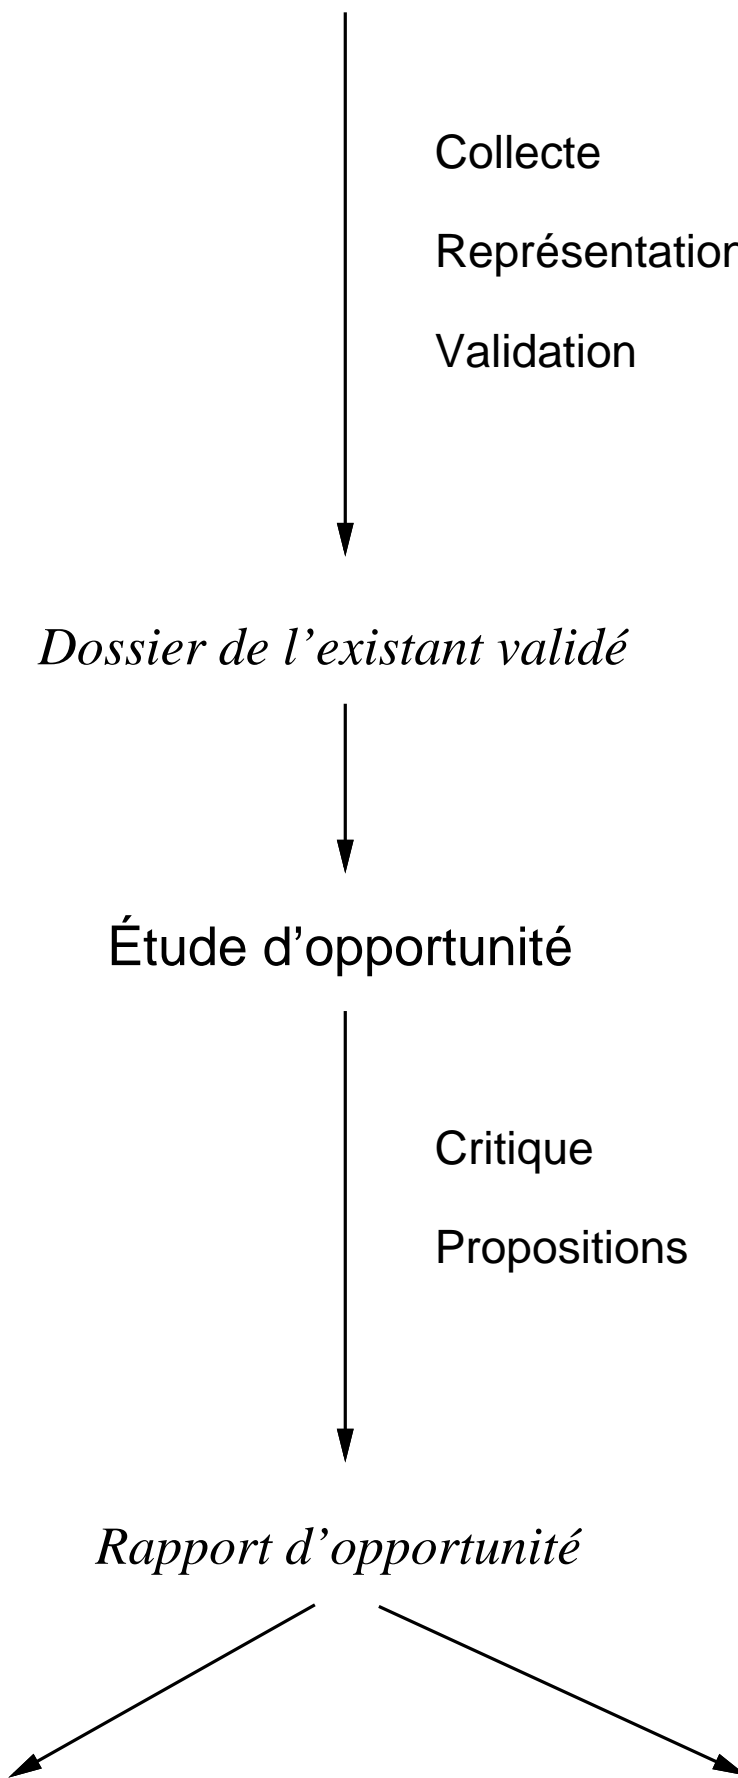 Collecte
Représentation
Validation
Dossier de l’existant validé
Étude d’opportunité
Critique
Propositions
Rapport d’opportunité